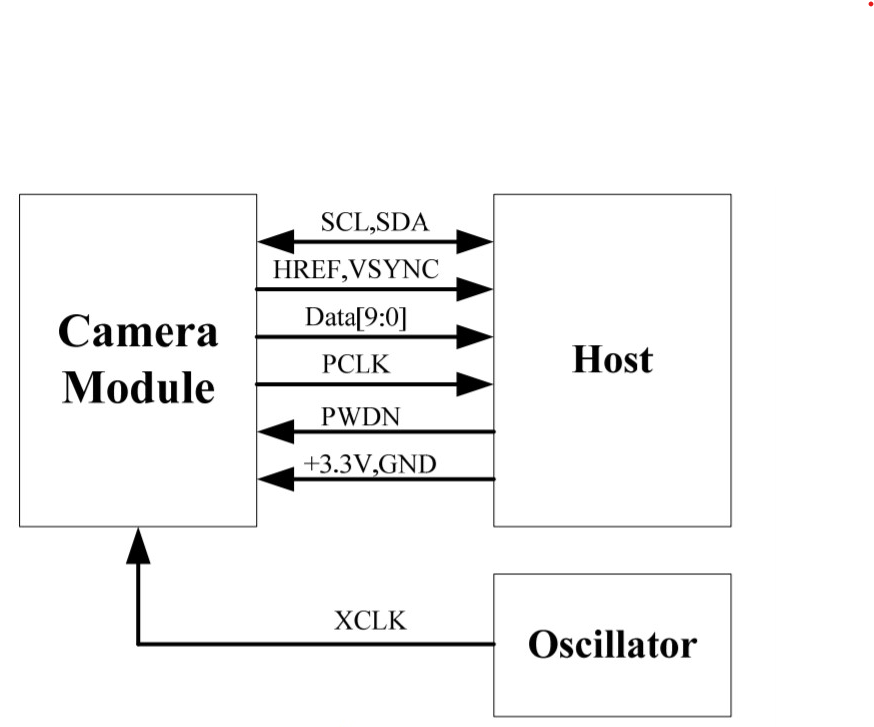 SCL,SDA
HREF,VSYNC
Data[9:0]
PCLK
PWDN
+3.3V,GND
Camera
Module
Host
XCLK
Oscillator